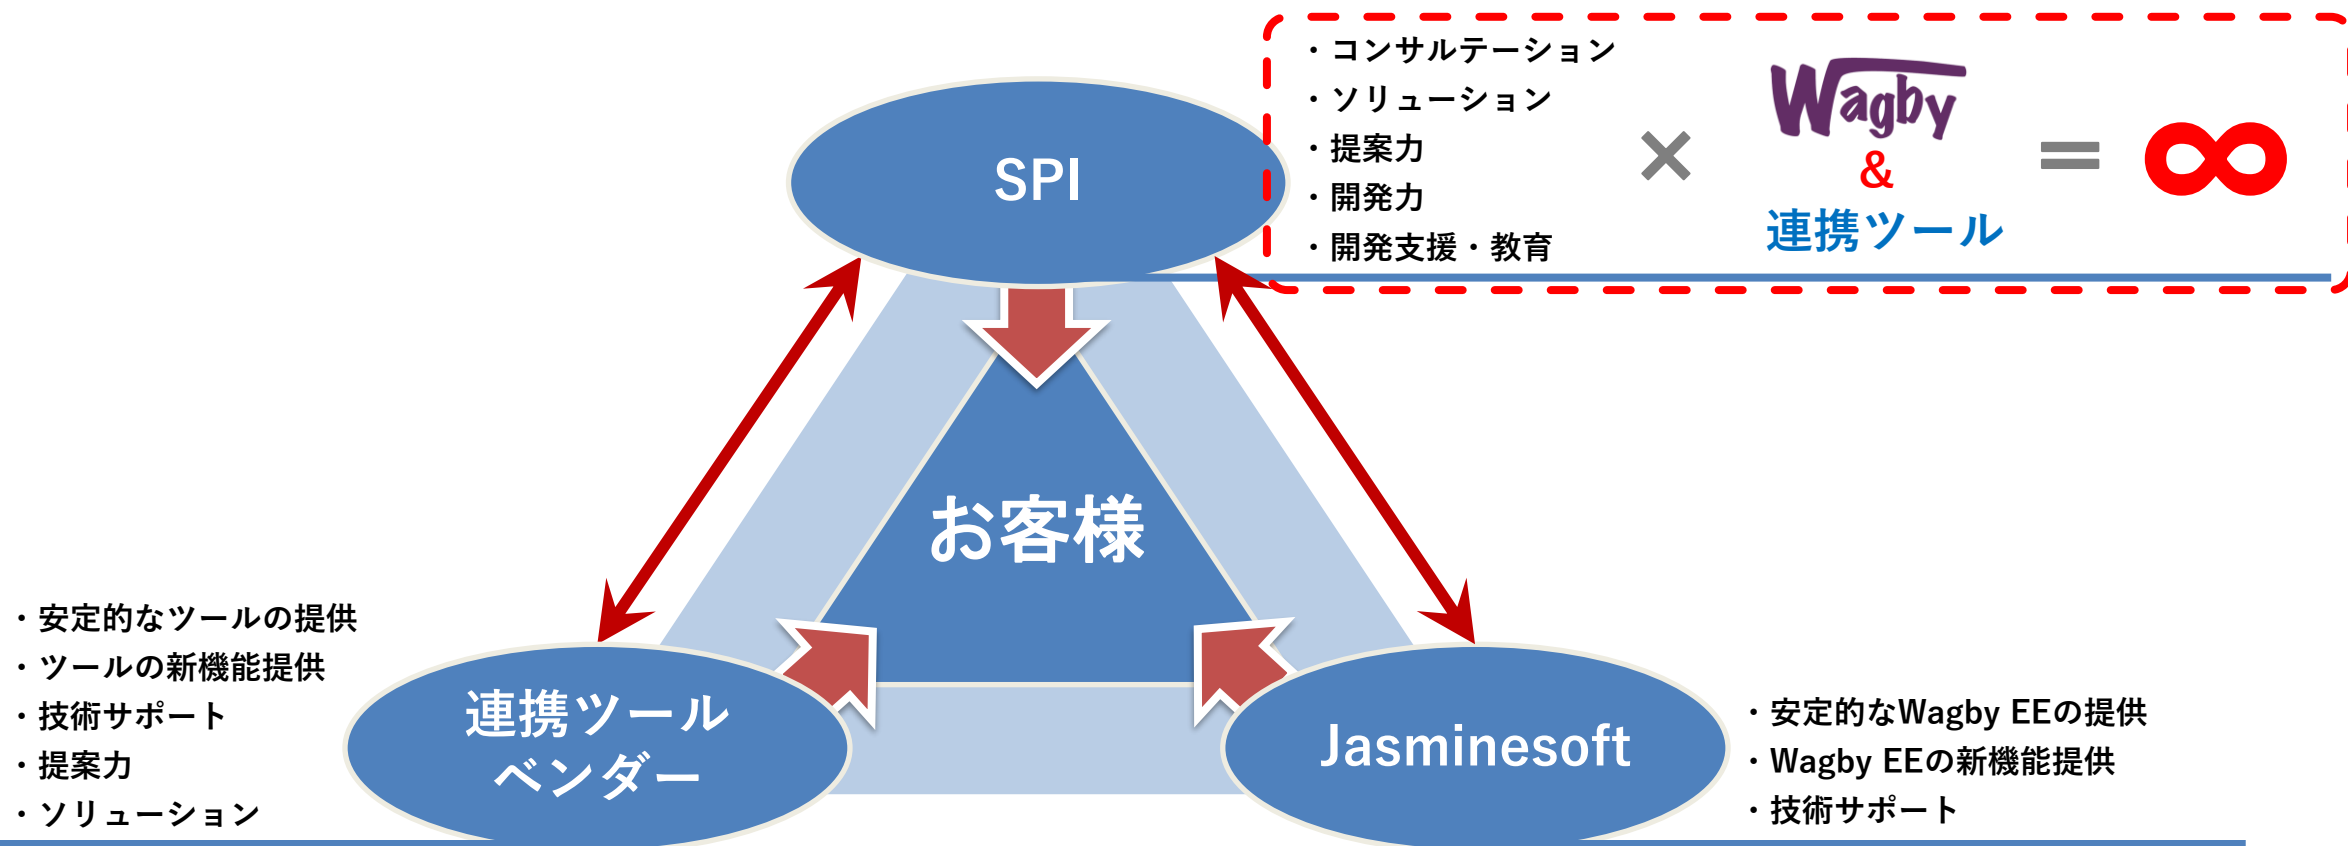 ・コンサルテーション
・ソリューション
・提案力
・開発力
・開発支援・教育
×
Wagby
&
連携ツール
=
∞
SPI
お客様
・安定的なツールの提供
・ツールの新機能提供
・技術サポート
・提案力
・ソリューション
連携ツール
ベンダー
Jasminesoft
・安定的なWagby EEの提供
・Wagby EEの新機能提供
・技術サポート